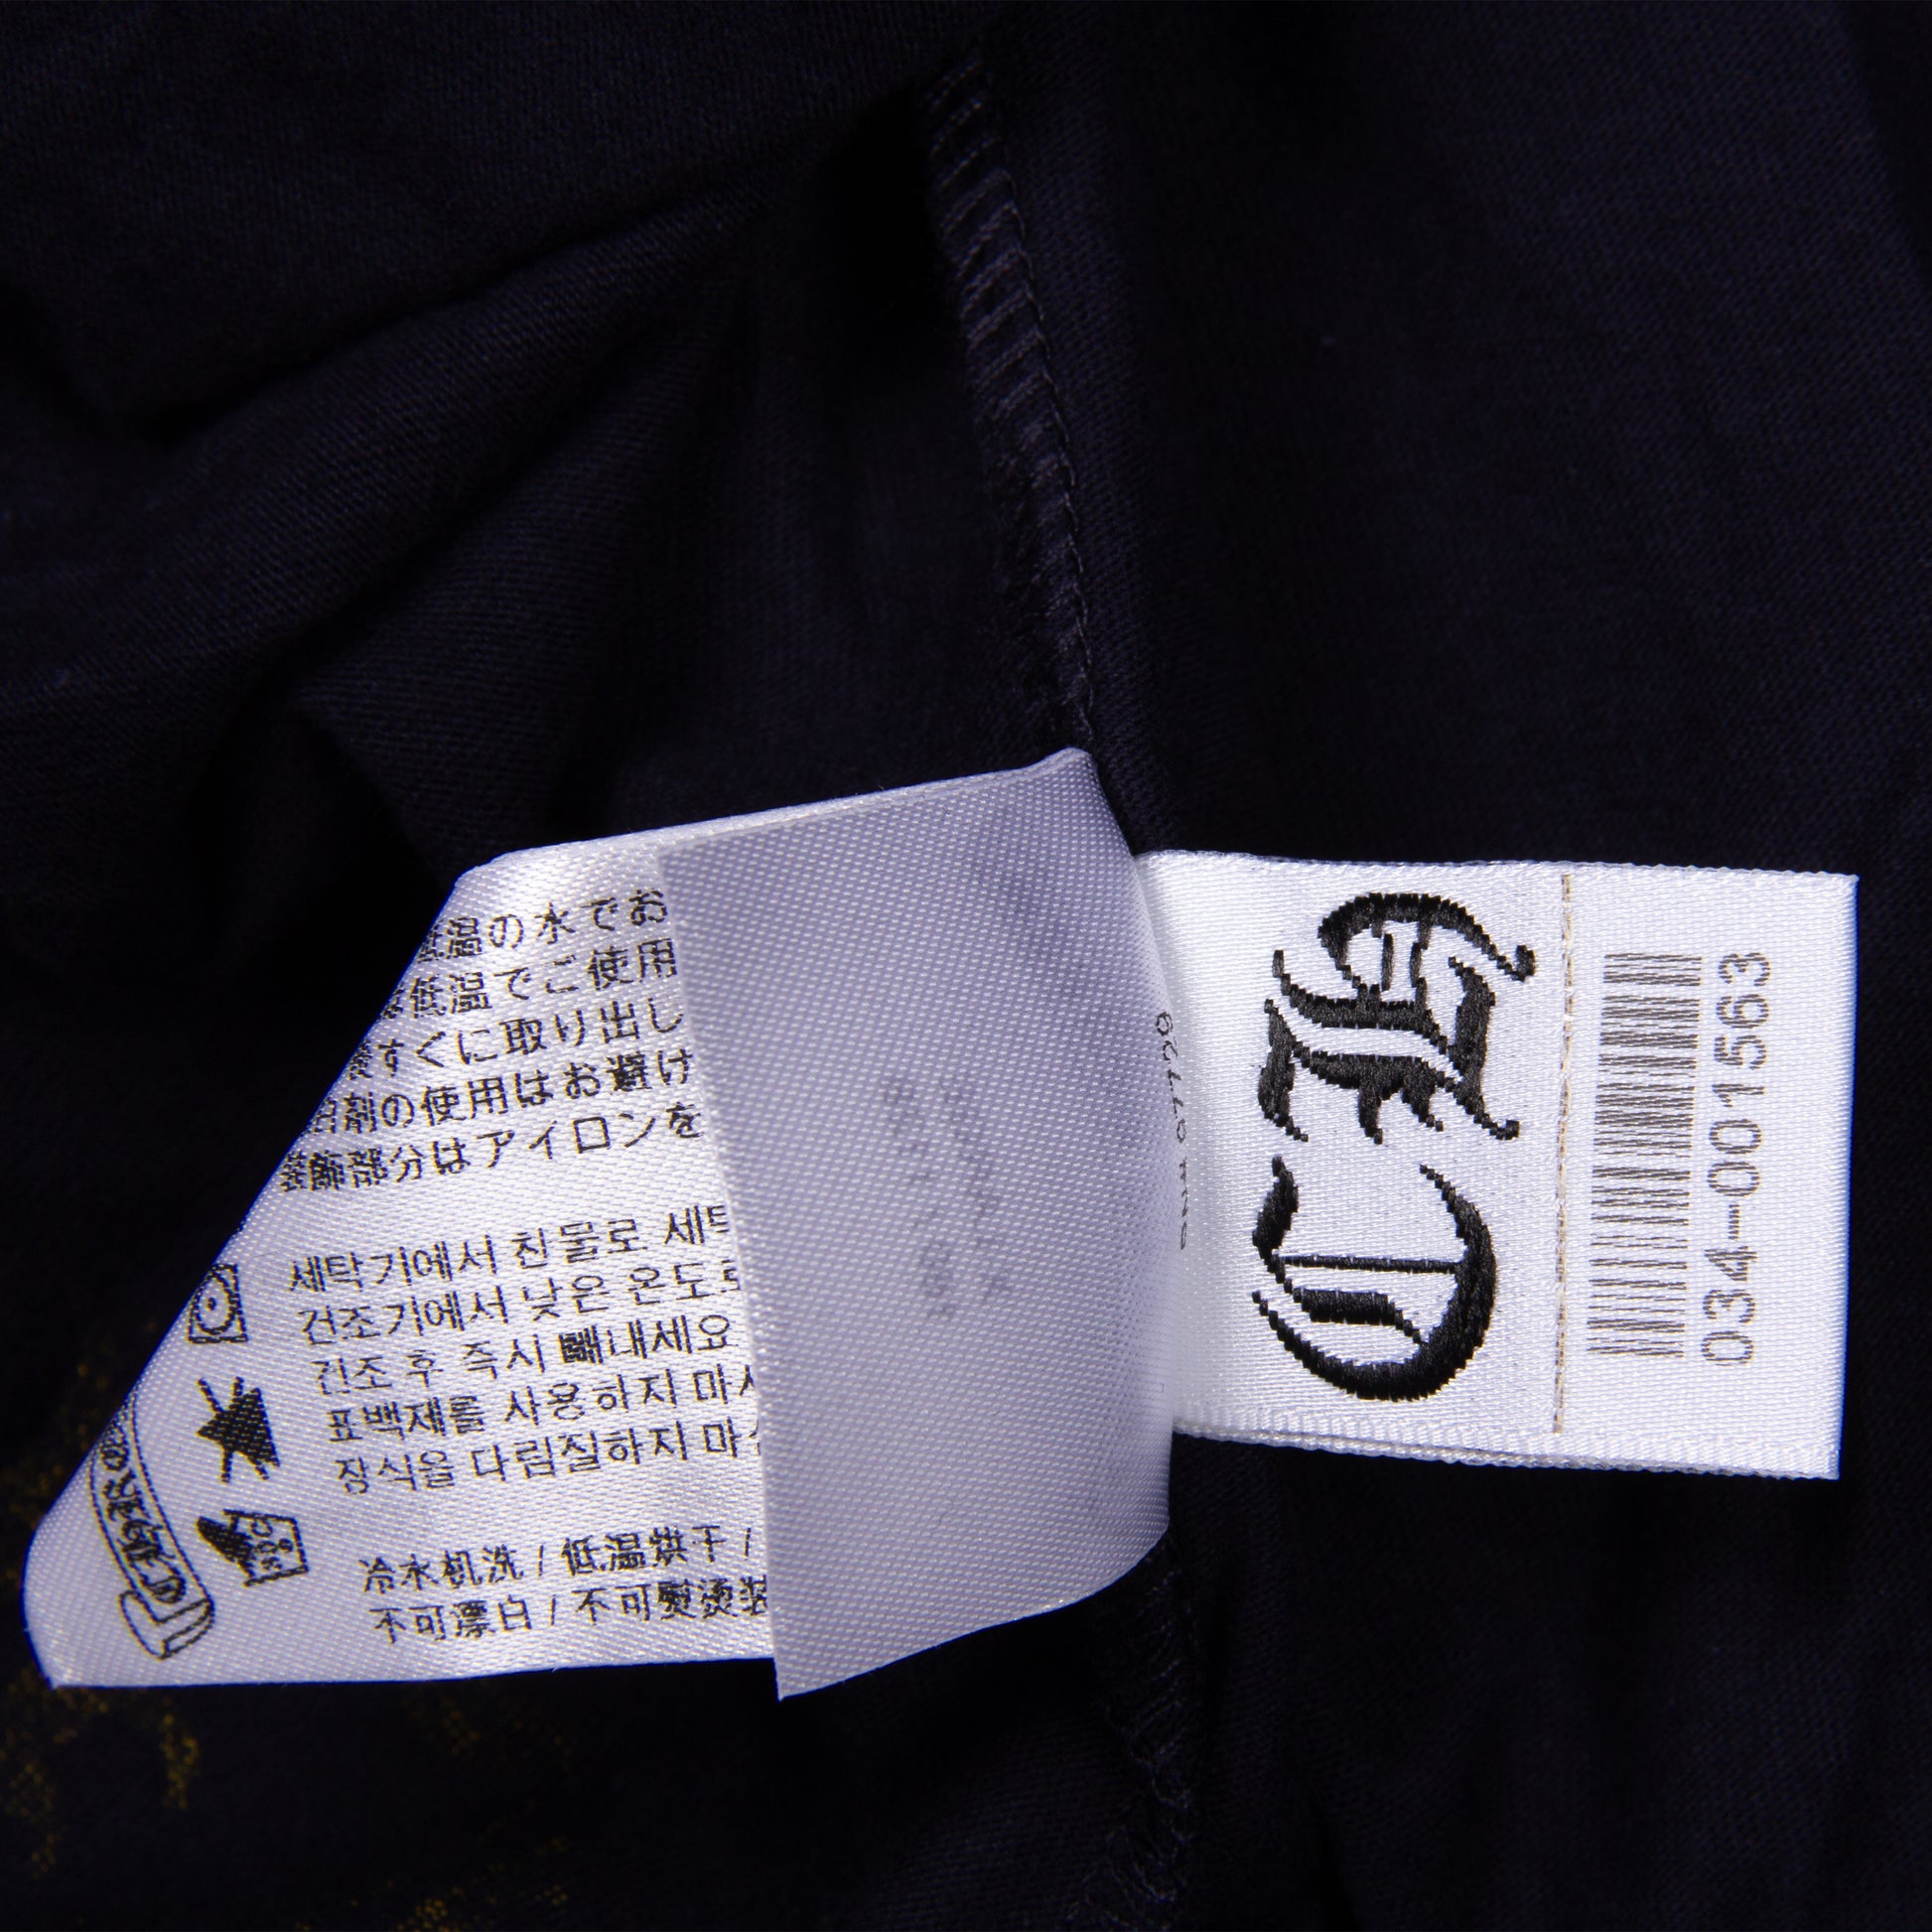 低温の水でお
低温でご使用
すぐに取り出し
剤の使用はお避け
装飾部分はアイロンを
세탁기에서 찬물로 세탁
건조기에서 낮은 온도로
건조 후 즉시 빼내세요
표백제를 사용하지 마
장식을 다림질하지 마
冷水机洗 / 低温烘干 /
不可漂白 / 不可熨烫装
CH
034-001563